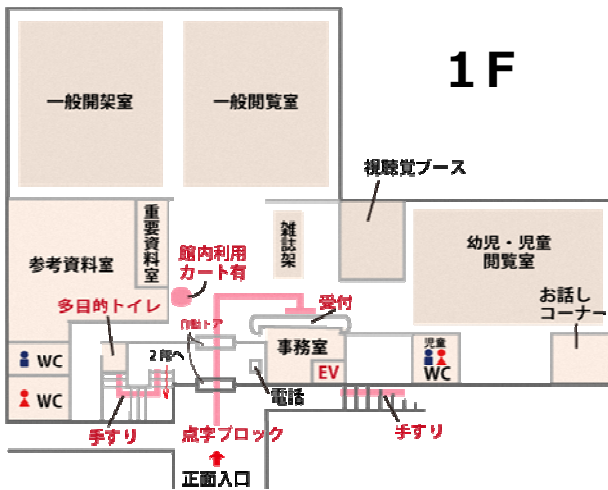 1F
一般開架室
一般閲覧室
視聴覚ブース
重要資料室
参考資料室
雑誌架
幼児・児童
閲覧室
館内利用
カート有
多目的トイレ
受付
お話し
コーナー
自動ドア
2階へ
事務室
児童
WC
WC
EV
WC
電話
手すり
点字ブロック
手すり
正面入口